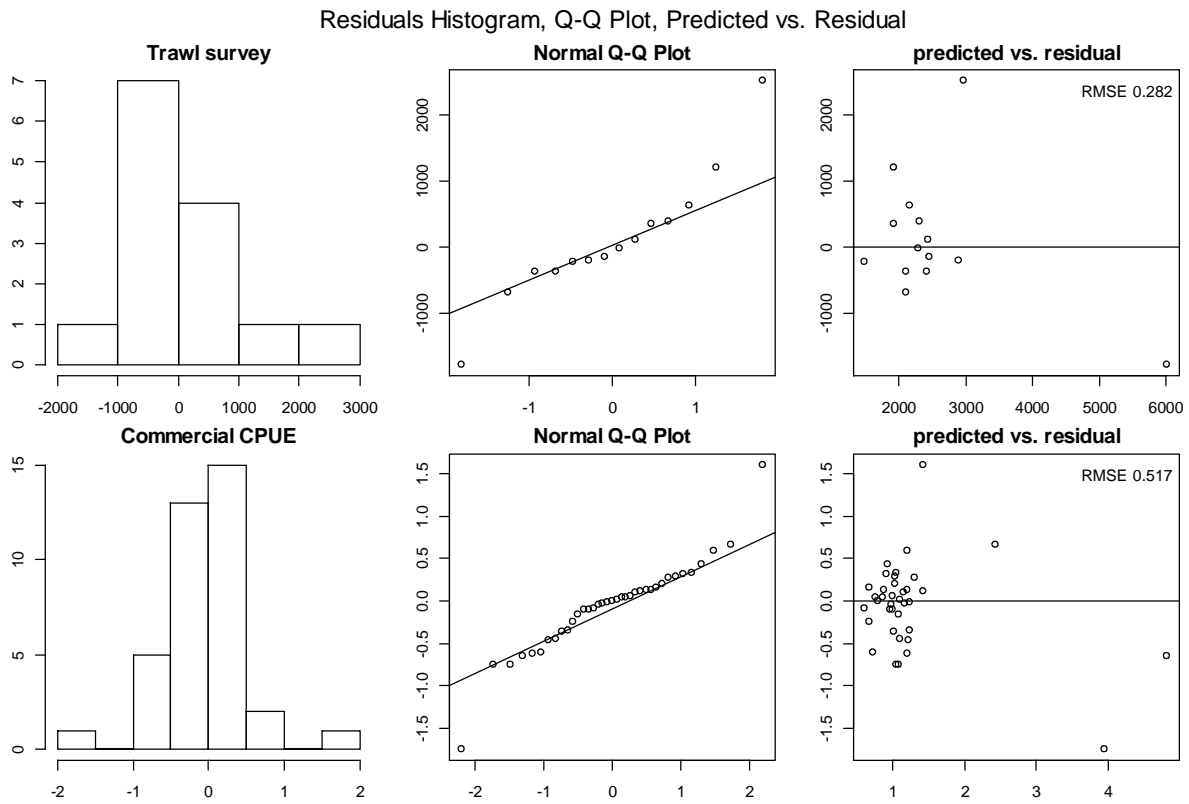 Residuals Histogram, Q-Q Plot, Predicted vs. Residual
Trawl survey
Normal Q-Q Plot
predicted vs. residual
7
6
5
4
3
2
1
0
-2000 -1000 0 1000 2000 3000
2000
1000
0
-1000
-1 0 1
RMSE 0.282
2000
1000
0
-1000
2000 3000 4000 5000 6000
Commercial CPUE
Normal Q-Q Plot
predicted vs. residual
15
10
5
0
-2 -1 0 1 2
1.5
1.0
0.5
0.0
-0.5
-1.0
-1.5
-2 -1 0 1 2
RMSE 0.517
1.5
1.0
0.5
0.0
-0.5
-1.0
-1.5
1 2 3 4